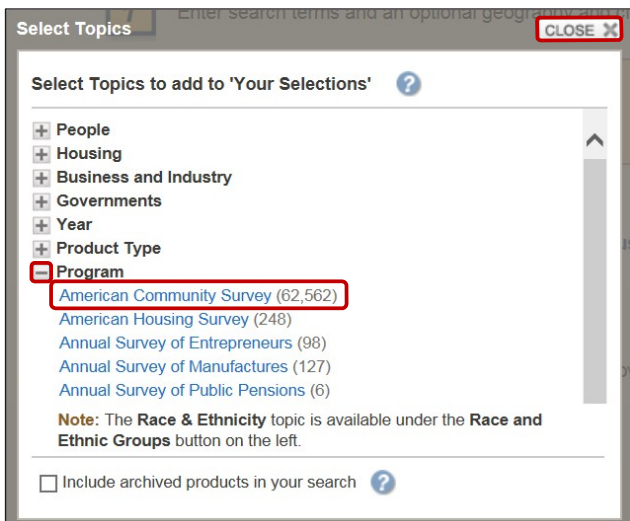 Enter search terms and an optional geography and
Select Topics
CLOSE X
Select Topics to add to 'Your Selections' ?
People
Housing
Business and Industry
Governments
Year
Product Type
Program
American Community Survey (62,562)
American Housing Survey (248)
Annual Survey of Entrepreneurs (98)
Annual Survey of Manufactures (127)
Annual Survey of Public Pensions (6)
Note: The Race & Ethnicity topic is available under the Race and
Ethnic Groups button on the left.
Include archived products in your search ?